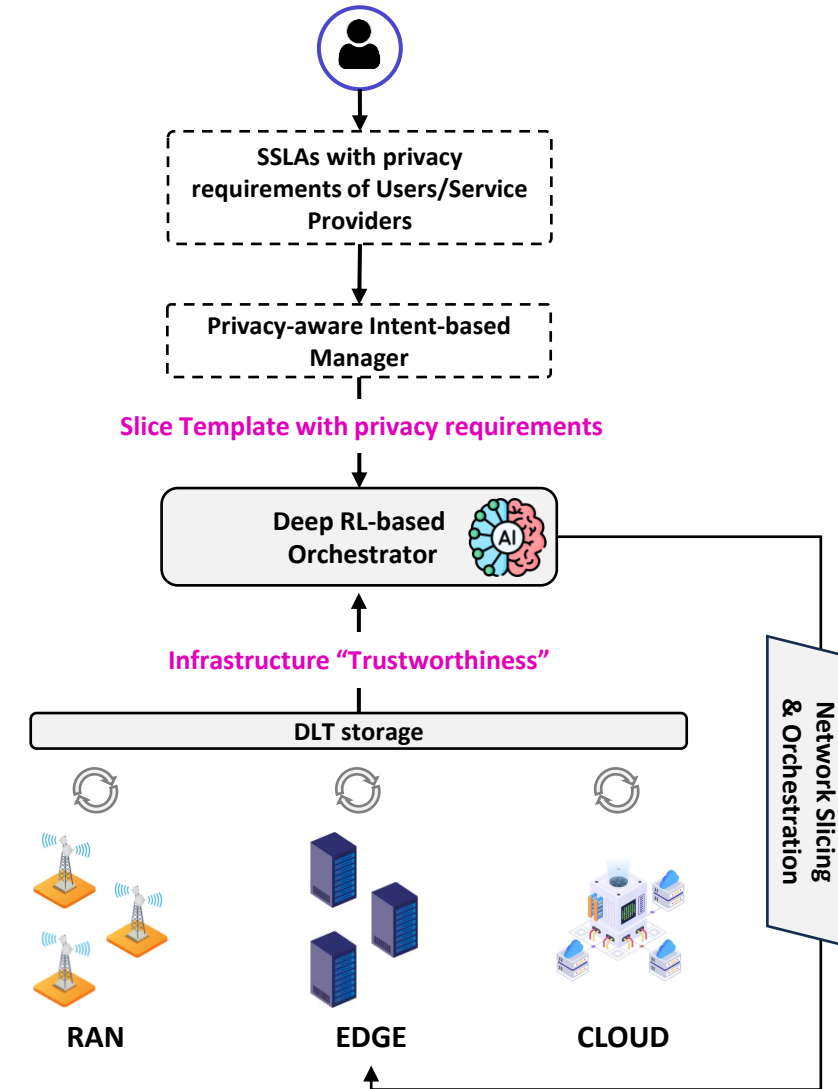 SSLAs with privacy
requirements of Users/Service
Providers
Privacy-aware Intent-based
Manager
Slice Template with privacy requirements
Deep RL-based
Orchestrator
AI
Infrastructure “Trustworthiness”
DLT storage
Network Slicing
& Orchestration
RAN
EDGE
CLOUD